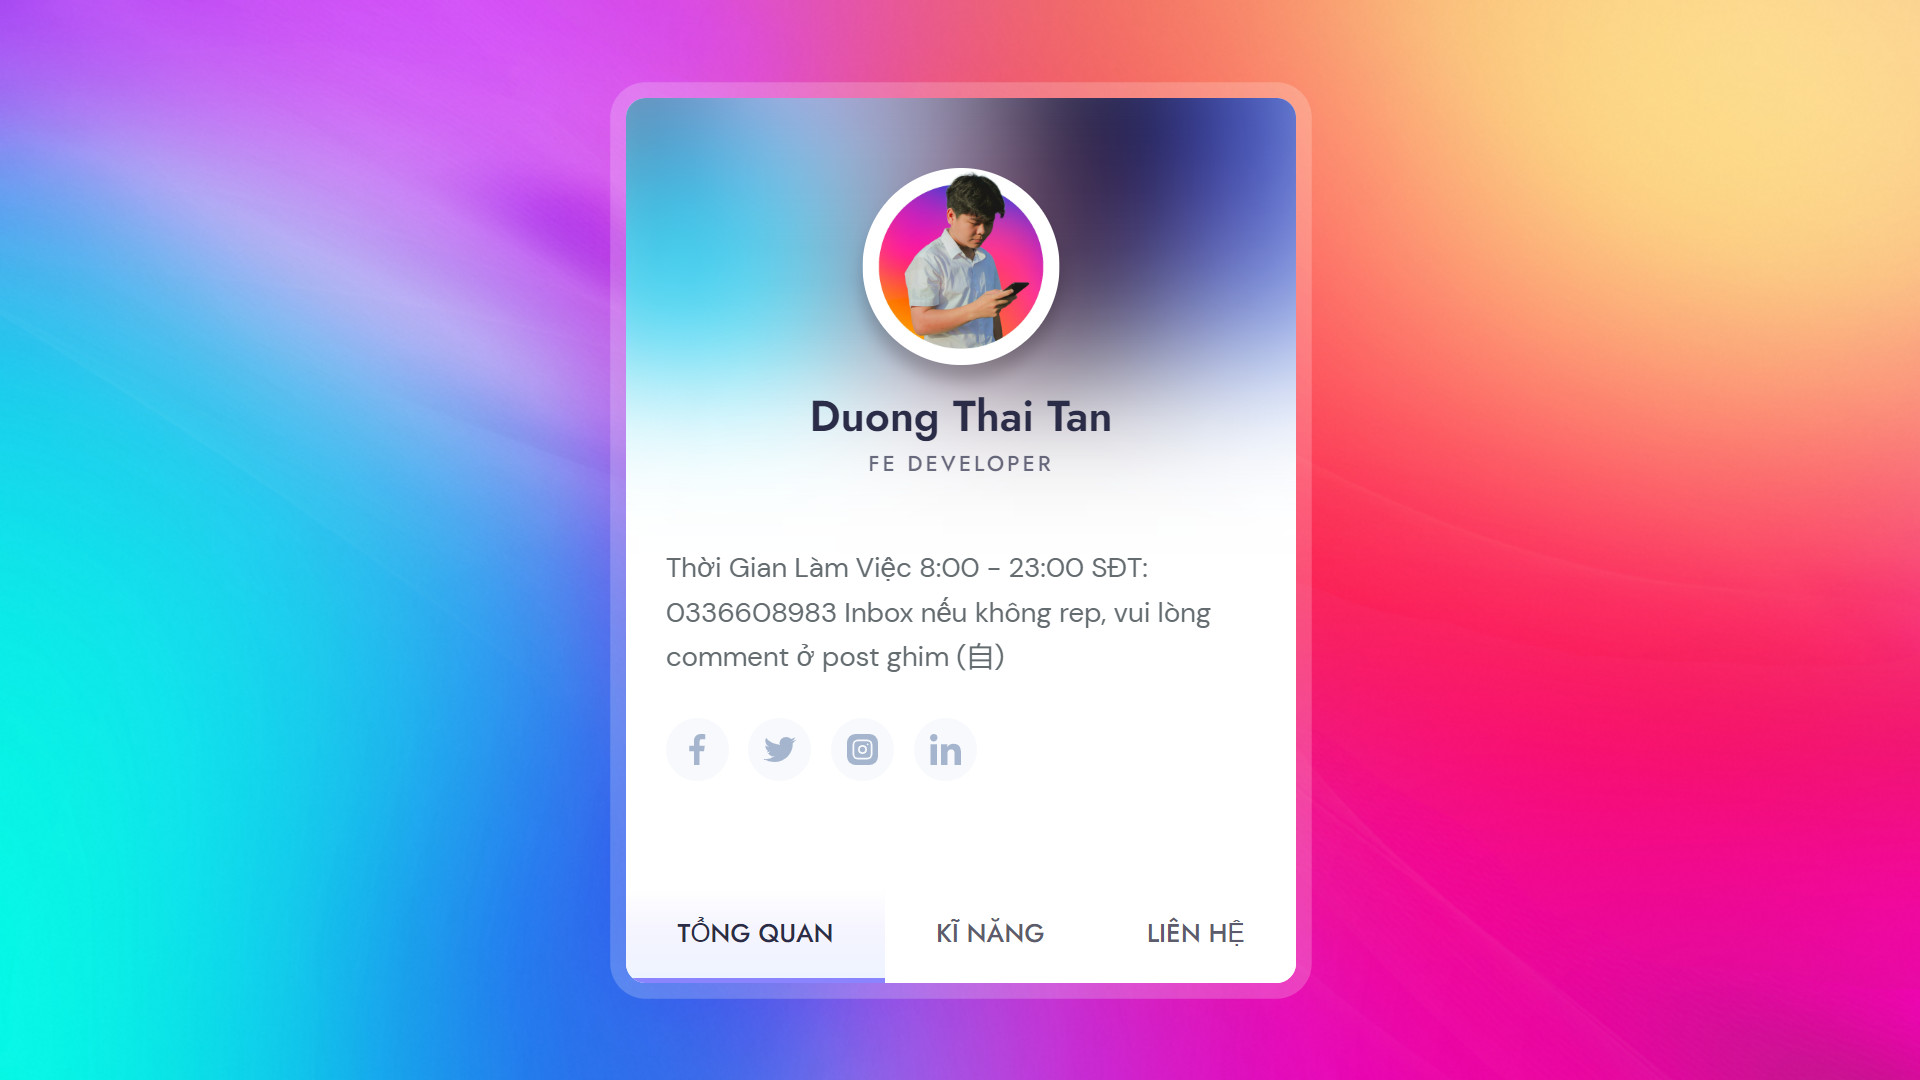 Duong Thai Tan
FE DEVELOPER
Thời Gian Làm Việc 8:00 - 23:00 SĐT:
0336608983 Inbox nếu không rep, vui lòng
comment ở post ghim (自)
TỔNG QUAN
KĨ NĂNG
LIÊN HỆ